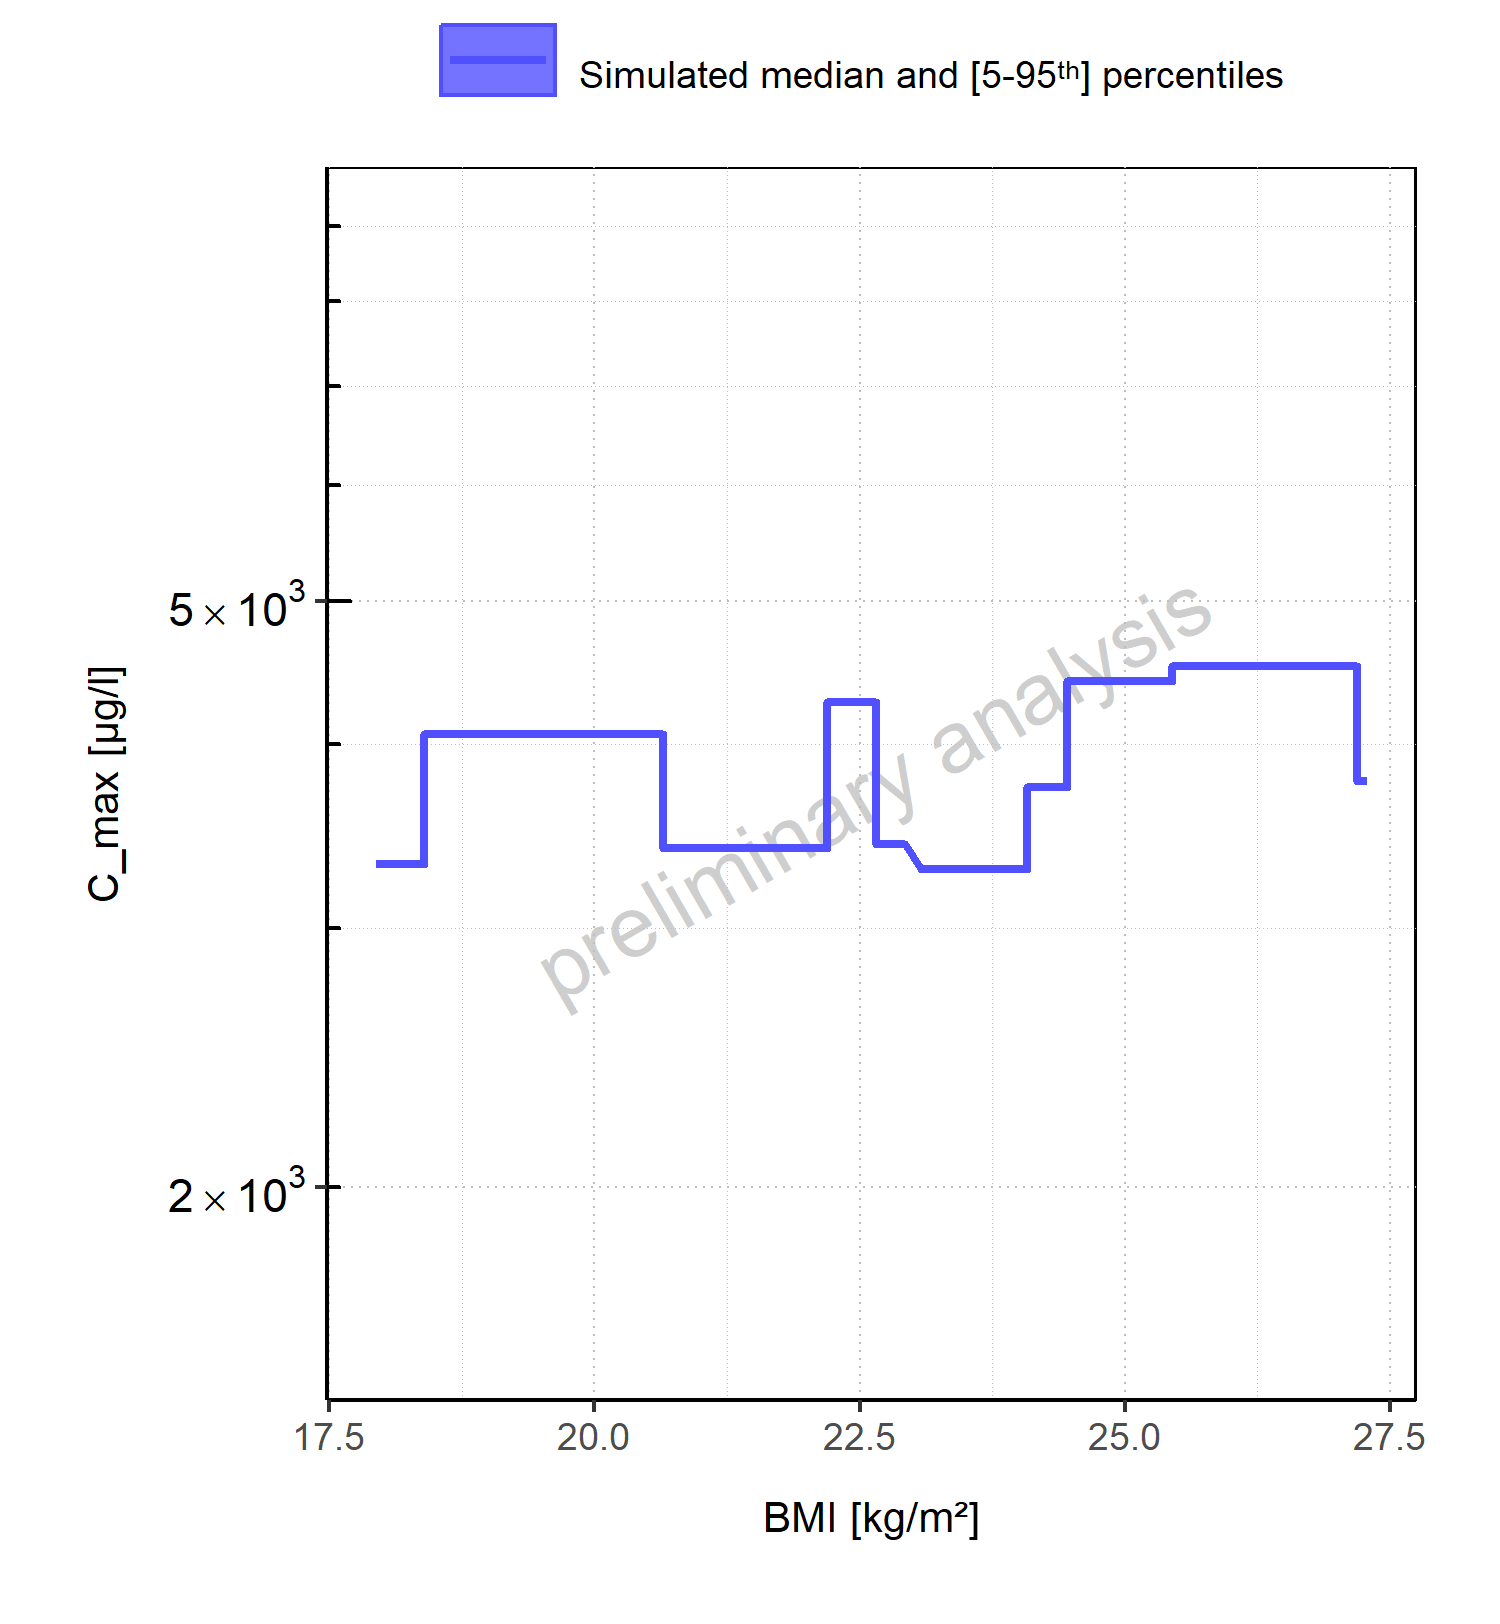 Simulated median and [5-95ᵗʰ] percentiles
5 × 10³
C_max [µg/l]
preliminary analysis
2 × 10³
17.5 20.0 22.5 25.0 27.5
BMI [kg/m²]